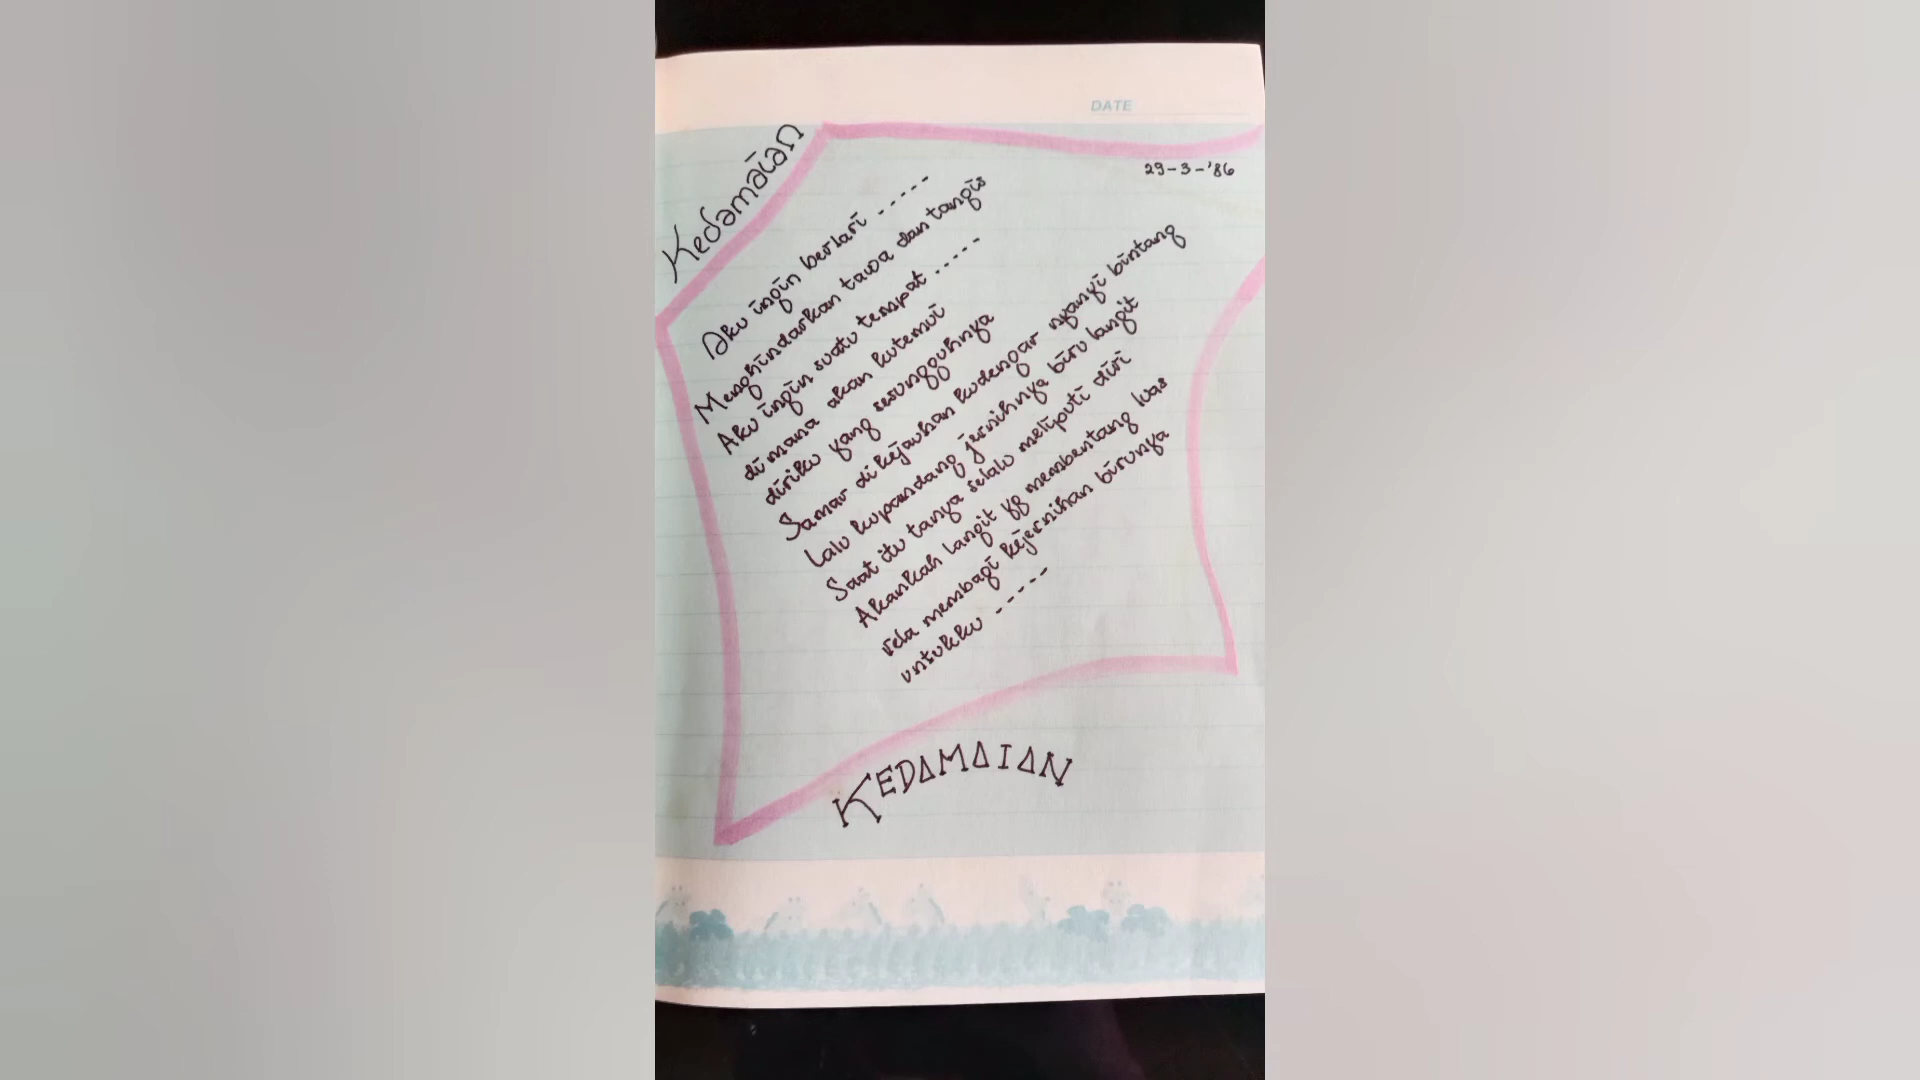 DATE
29-3-'86
Kedamaian
Aku ingin berlari -----
Menghindarkan tawa dan tangis
Aku ingin suatu tempat -----
di mana akan kutemui
diriku yang sesungguhnya
Samar di kejauhan kudengar nyanyi bintang
Lalu kupandang jernihnya biru langit
Saat itu tanya selalu meliputi diri
Akankah langit yg membentang luas
rela membagi kejernihan birunya
untukku -----
KEDAMAIAN